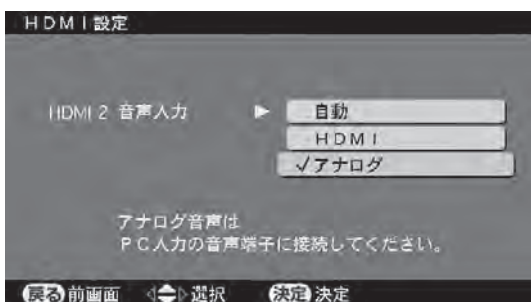 HDMI設定
HDMI 2 音声入力 ▶ 自動
HDMI
✓アナログ
アナログ音声は
PC入力の音声端子に接続してください。
戻る 前画面 選択 決定 決定